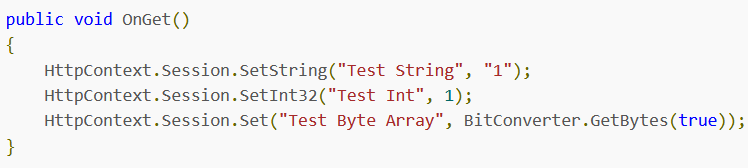 public void OnGet()
{
    HttpContext.Session.SetString("Test String", "1");
    HttpContext.Session.SetInt32("Test Int", 1);
    HttpContext.Session.Set("Test Byte Array", BitConverter.GetBytes(true));
}